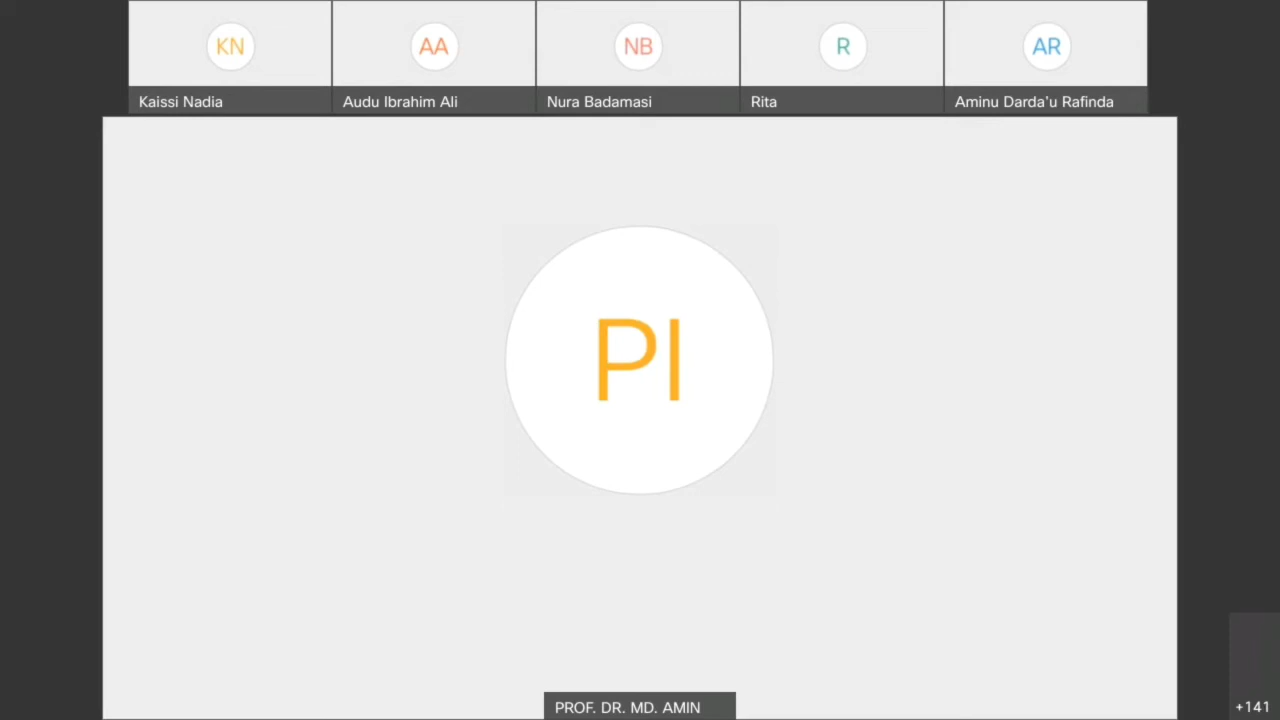 KN
AA
NB
R
AR
Kaissi Nadia
Audu Ibrahim Ali
Nura Badamasi
Rita
Aminu Darda'u Rafinda
PI
PROF. DR. MD. AMIN
+141